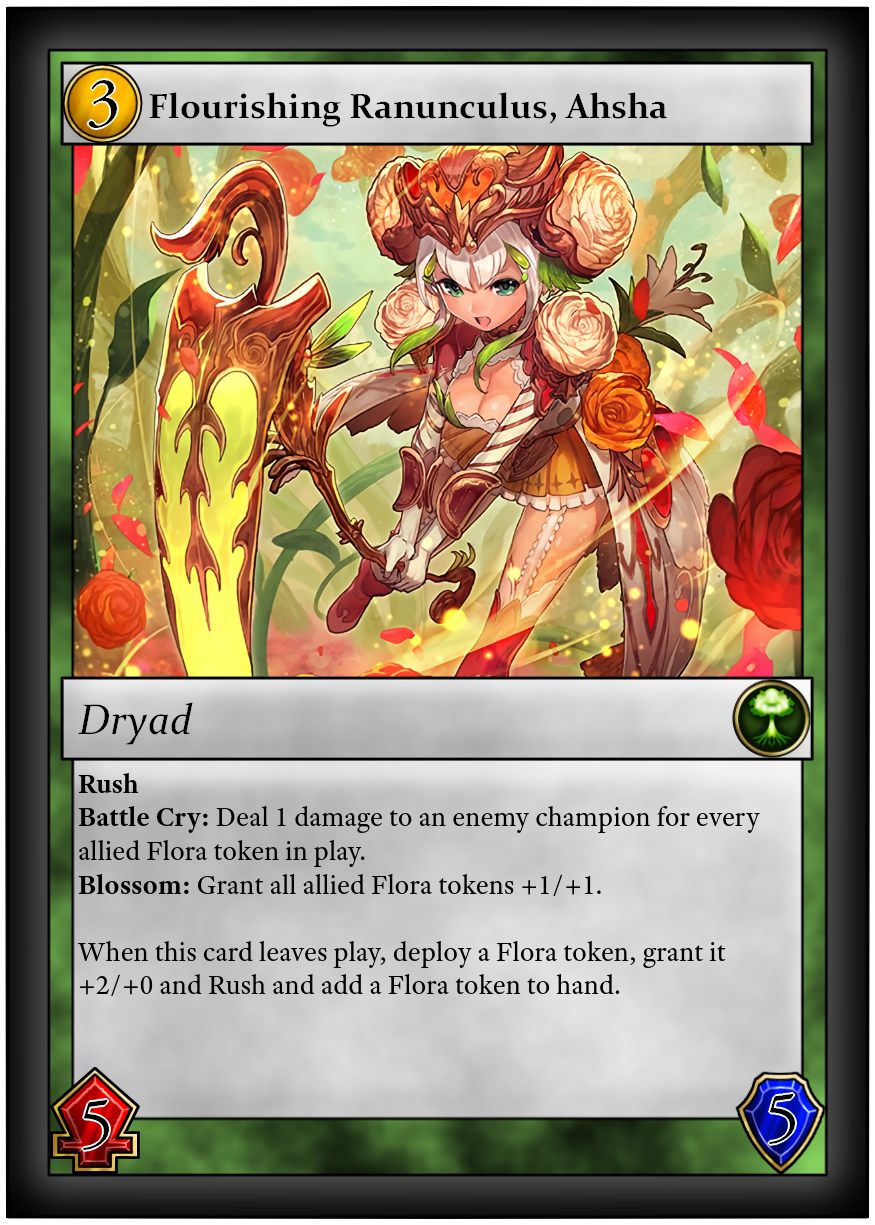 3
Flourishing Ranunculus, Ahsha
Dryad
Rush
Battle Cry: Deal 1 damage to an enemy champion for every
allied Flora token in play.
Blossom: Grant all allied Flora tokens +1/+1.
When this card leaves play, deploy a Flora token, grant it
+2/+0 and Rush and add a Flora token to hand.
5
5